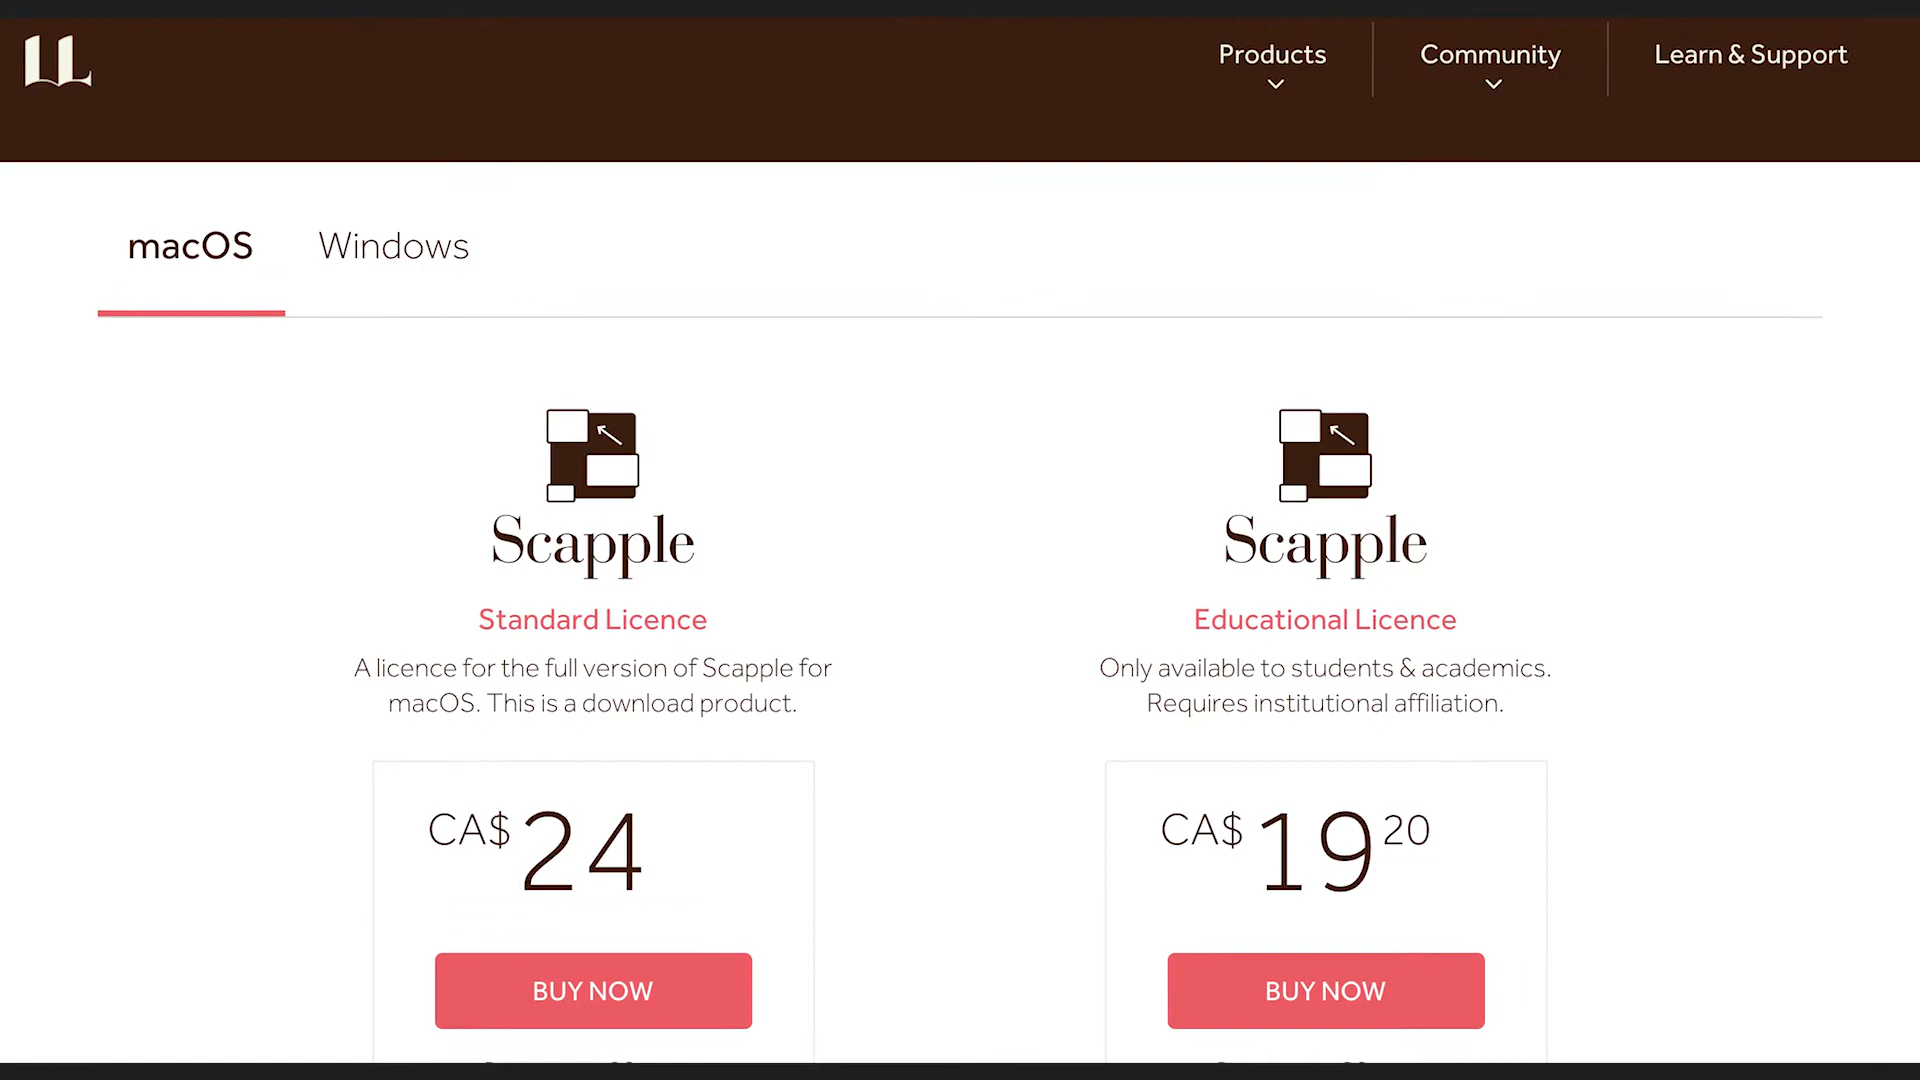 LL
Products
Community
Learn & Support
macOS
Windows
Scapple
Standard Licence
A licence for the full version of Scapple for
macOS. This is a download product.
CA$24
BUY NOW
Scapple
Educational Licence
Only available to students & academics.
Requires institutional affiliation.
CA$19 20
BUY NOW